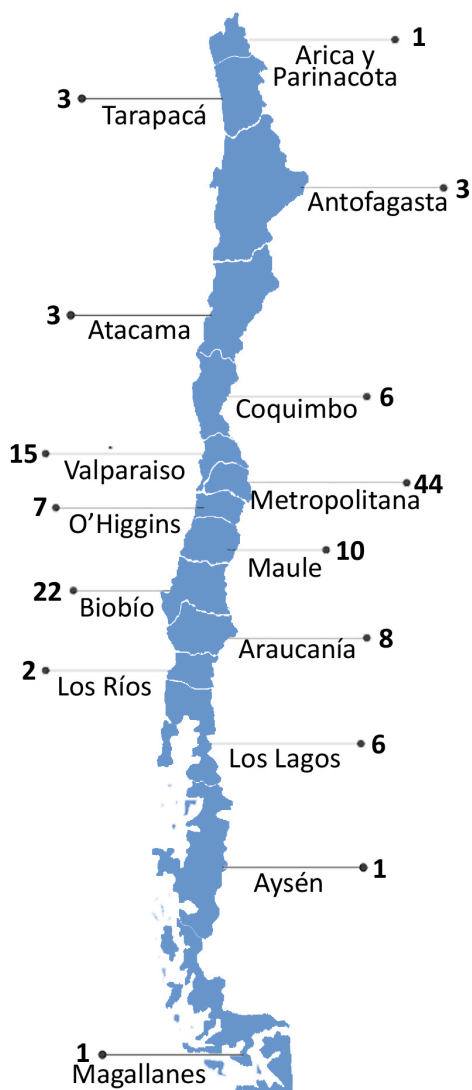 1
Arica y
Parinacota
3
Tarapacá
3
Antofagasta
3
Atacama
6
Coquimbo
15
Valparaiso
44
Metropolitana
7
O’Higgins
10
Maule
22
Biobío
8
Araucanía
2
Los Ríos
6
Los Lagos
1
Aysén
1
Magallanes